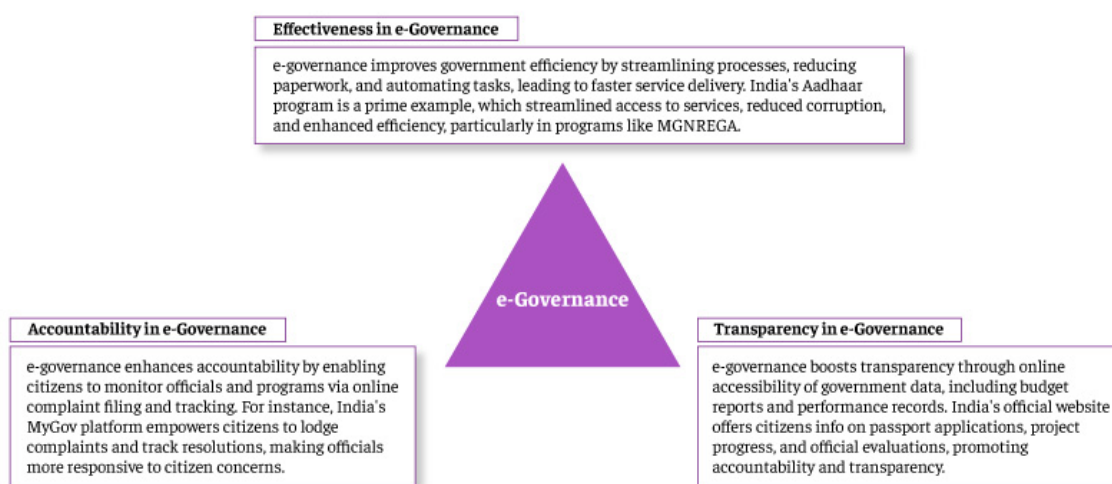 Effectiveness in e-Governance
e-governance improves government efficiency by streamlining processes, reducing
paperwork, and automating tasks, leading to faster service delivery. India's Aadhaar
program is a prime example, which streamlined access to services, reduced corruption,
and enhanced efficiency, particularly in programs like MGNREGA.
e-Governance
Accountability in e-Governance
e-governance enhances accountability by enabling
citizens to monitor officials and programs via online
complaint filing and tracking. For instance, India's
MyGov platform empowers citizens to lodge
complaints and track resolutions, making officials
more responsive to citizen concerns.
Transparency in e-Governance
e-governance boosts transparency through online
accessibility of government data, including budget
reports and performance records. India's official website
offers citizens info on passport applications, project
progress, and official evaluations, promoting
accountability and transparency.